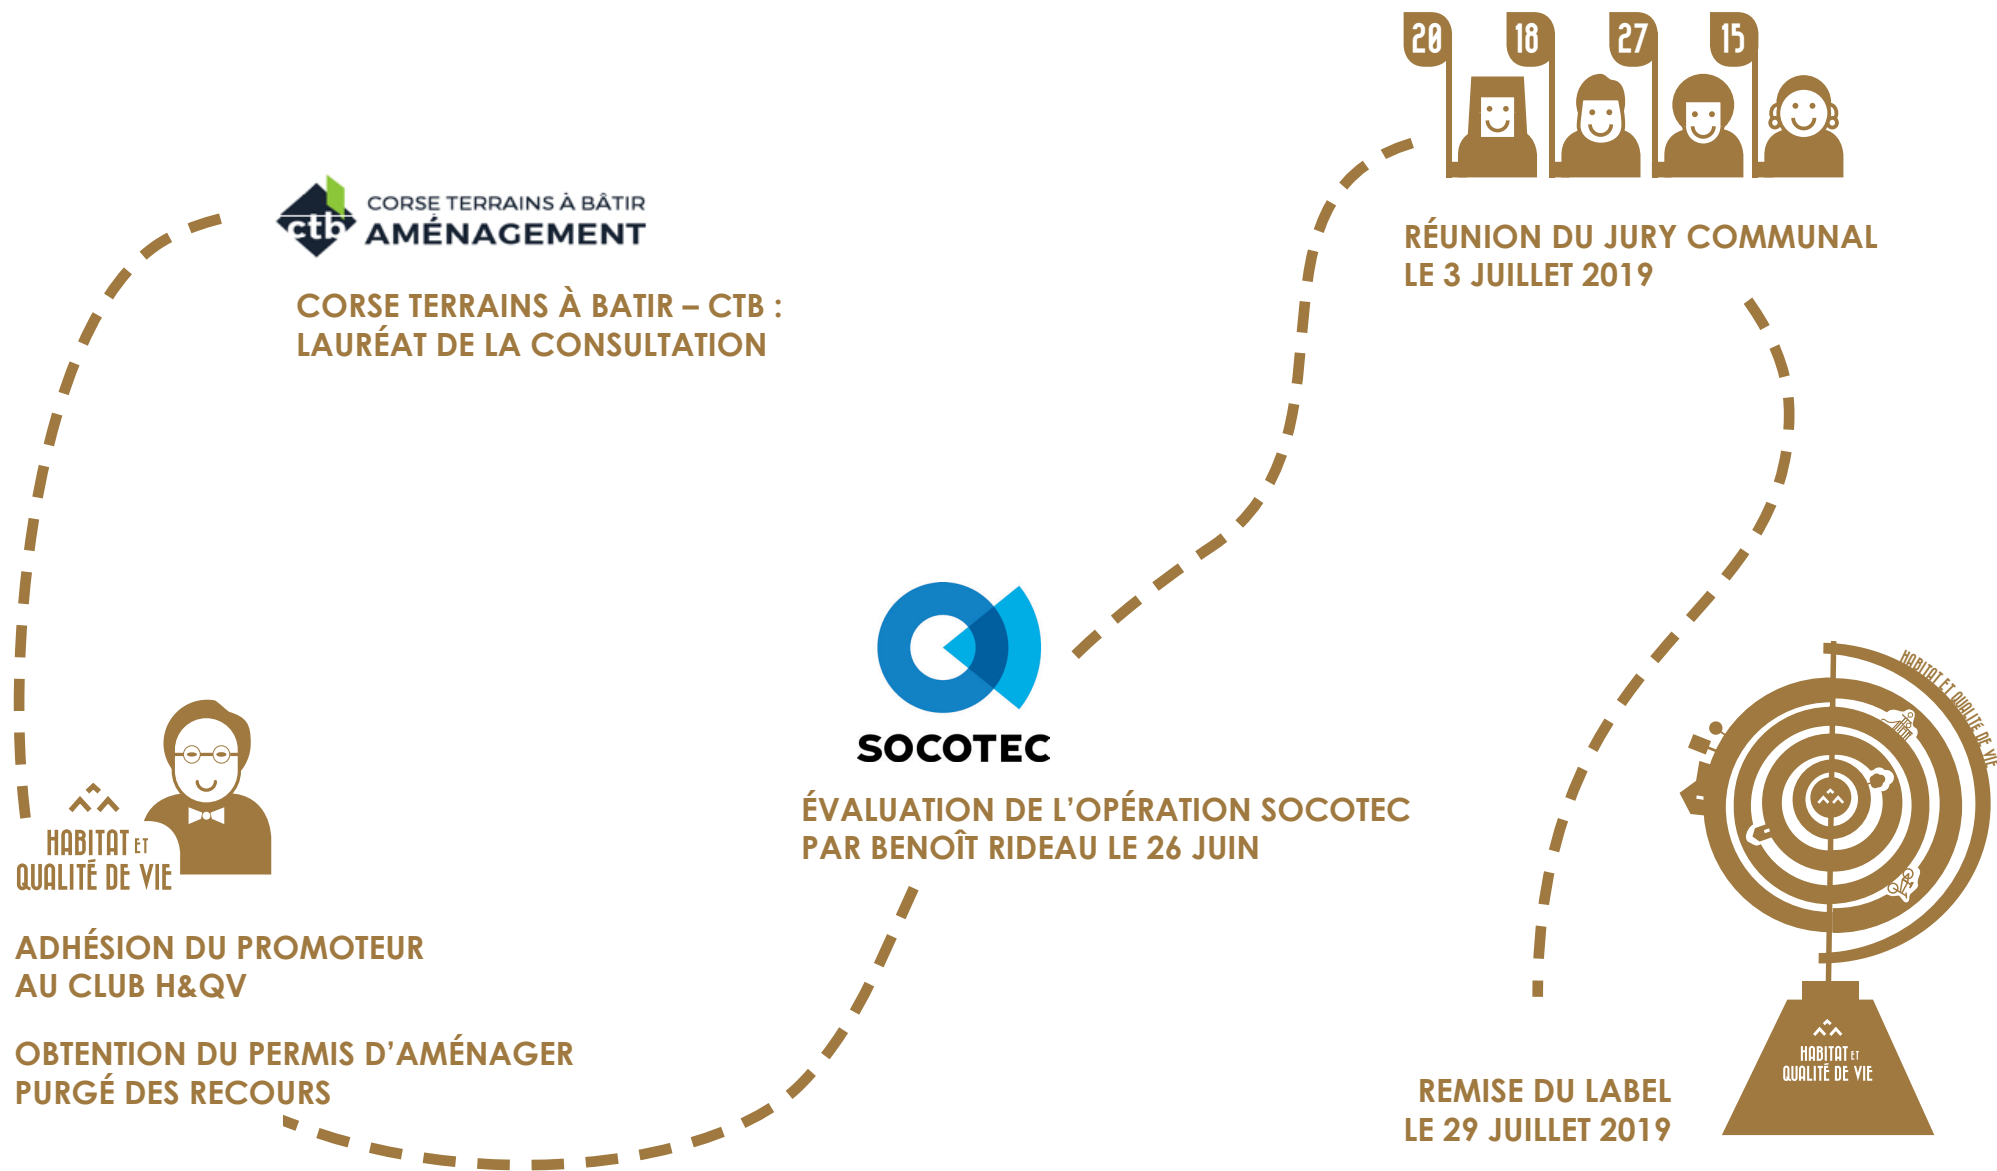 ctb
CORSE TERRAINS À BÂTIR
AMÉNAGEMENT
CORSE TERRAINS À BATIR – CTB :
LAURÉAT DE LA CONSULTATION
HABITAT ET
QUALITÉ DE VIE
ADHÉSION DU PROMOTEUR
AU CLUB H&QV
OBTENTION DU PERMIS D’AMÉNAGER
PURGÉ DES RECOURS
SOCOTEC
ÉVALUATION DE L’OPÉRATION SOCOTEC
PAR BENOÎT RIDEAU LE 26 JUIN
20 18 27 15
RÉUNION DU JURY COMMUNAL
LE 3 JUILLET 2019
HABITAT ET QUALITE DE VIE
HABITAT ET
QUALITÉ DE VIE
REMISE DU LABEL
LE 29 JUILLET 2019